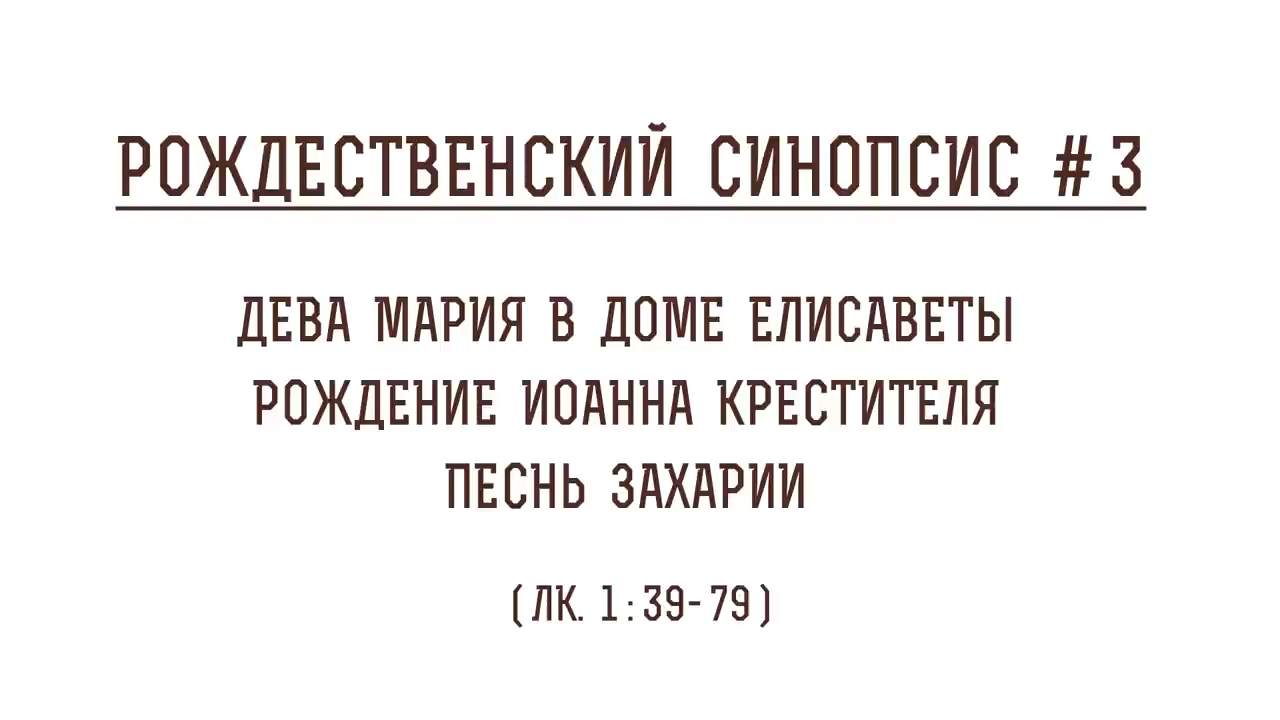 РОЖДЕСТВЕНСКИЙ СИНОПСИС #3
ДЕВА МАРИЯ В ДОМЕ ЕЛИСАВЕТЫ
РОЖДЕНИЕ ИОАННА КРЕСТИТЕЛЯ
ПЕСНЬ ЗАХАРИИ
(ЛК. 1:39-79)